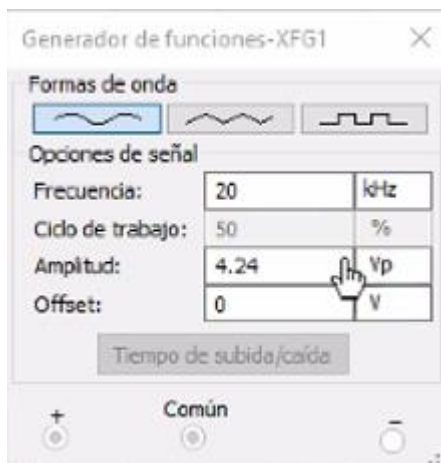 Generador de funciones-XFG1
Formas de onda
Opciones de señal
Frecuencia: 20 kHz
Ciclo de trabajo: 50 %
Amplitud: 4.24 Vp
Offset: 0 V
Tiempo de subida/caída
+ Común -